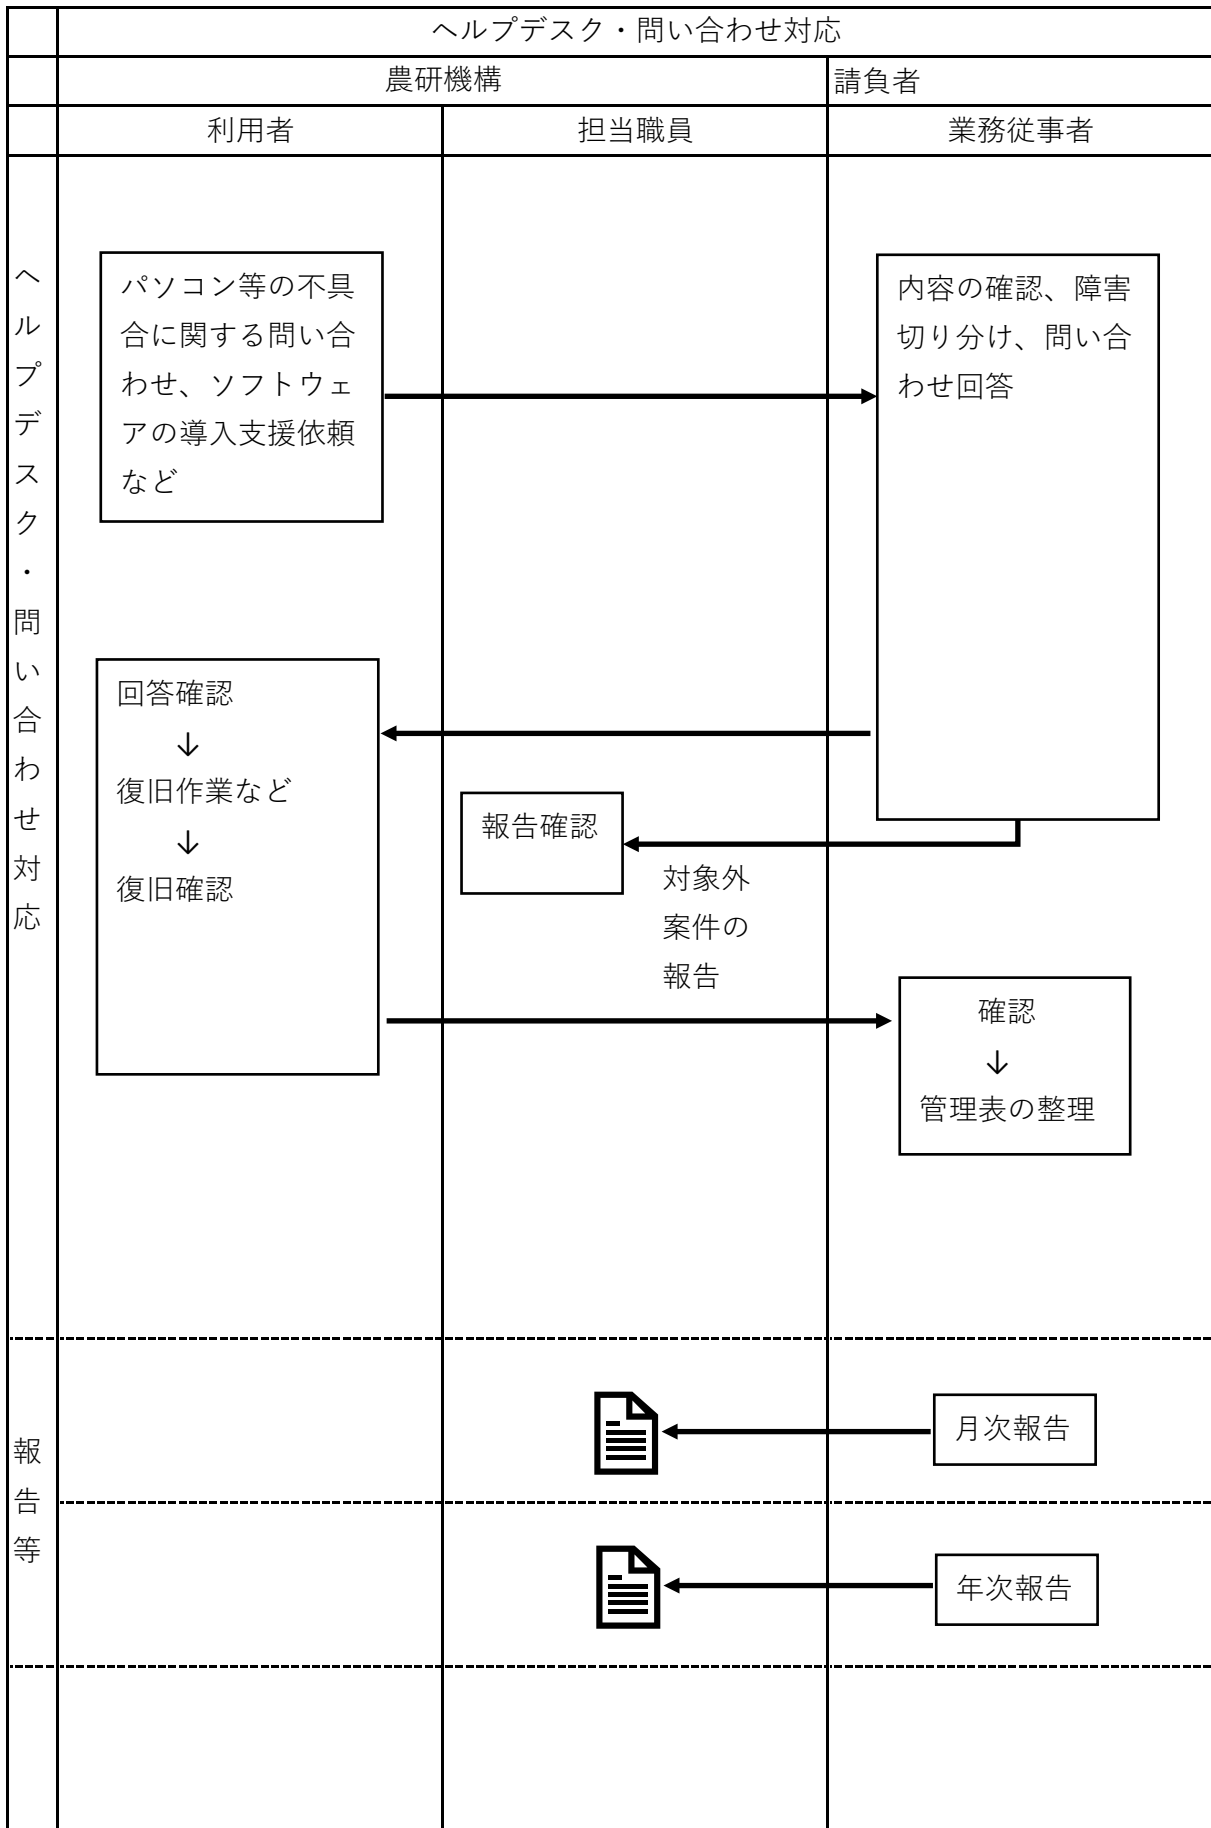 ヘルプデスク・問い合わせ対応
農研機構
請負者
利用者
担当職員
業務従事者
ヘルプデスク・問い合わせ対応
パソコン等の不具
合に関する問い合
わせ、ソフトウェ
アの導入支援依頼
など
内容の確認、障害
切り分け、問い合
わせ回答
回答確認
↓
復旧作業など
↓
復旧確認
報告確認
対象外
案件の
報告
確認
↓
管理表の整理
報告等
月次報告
年次報告